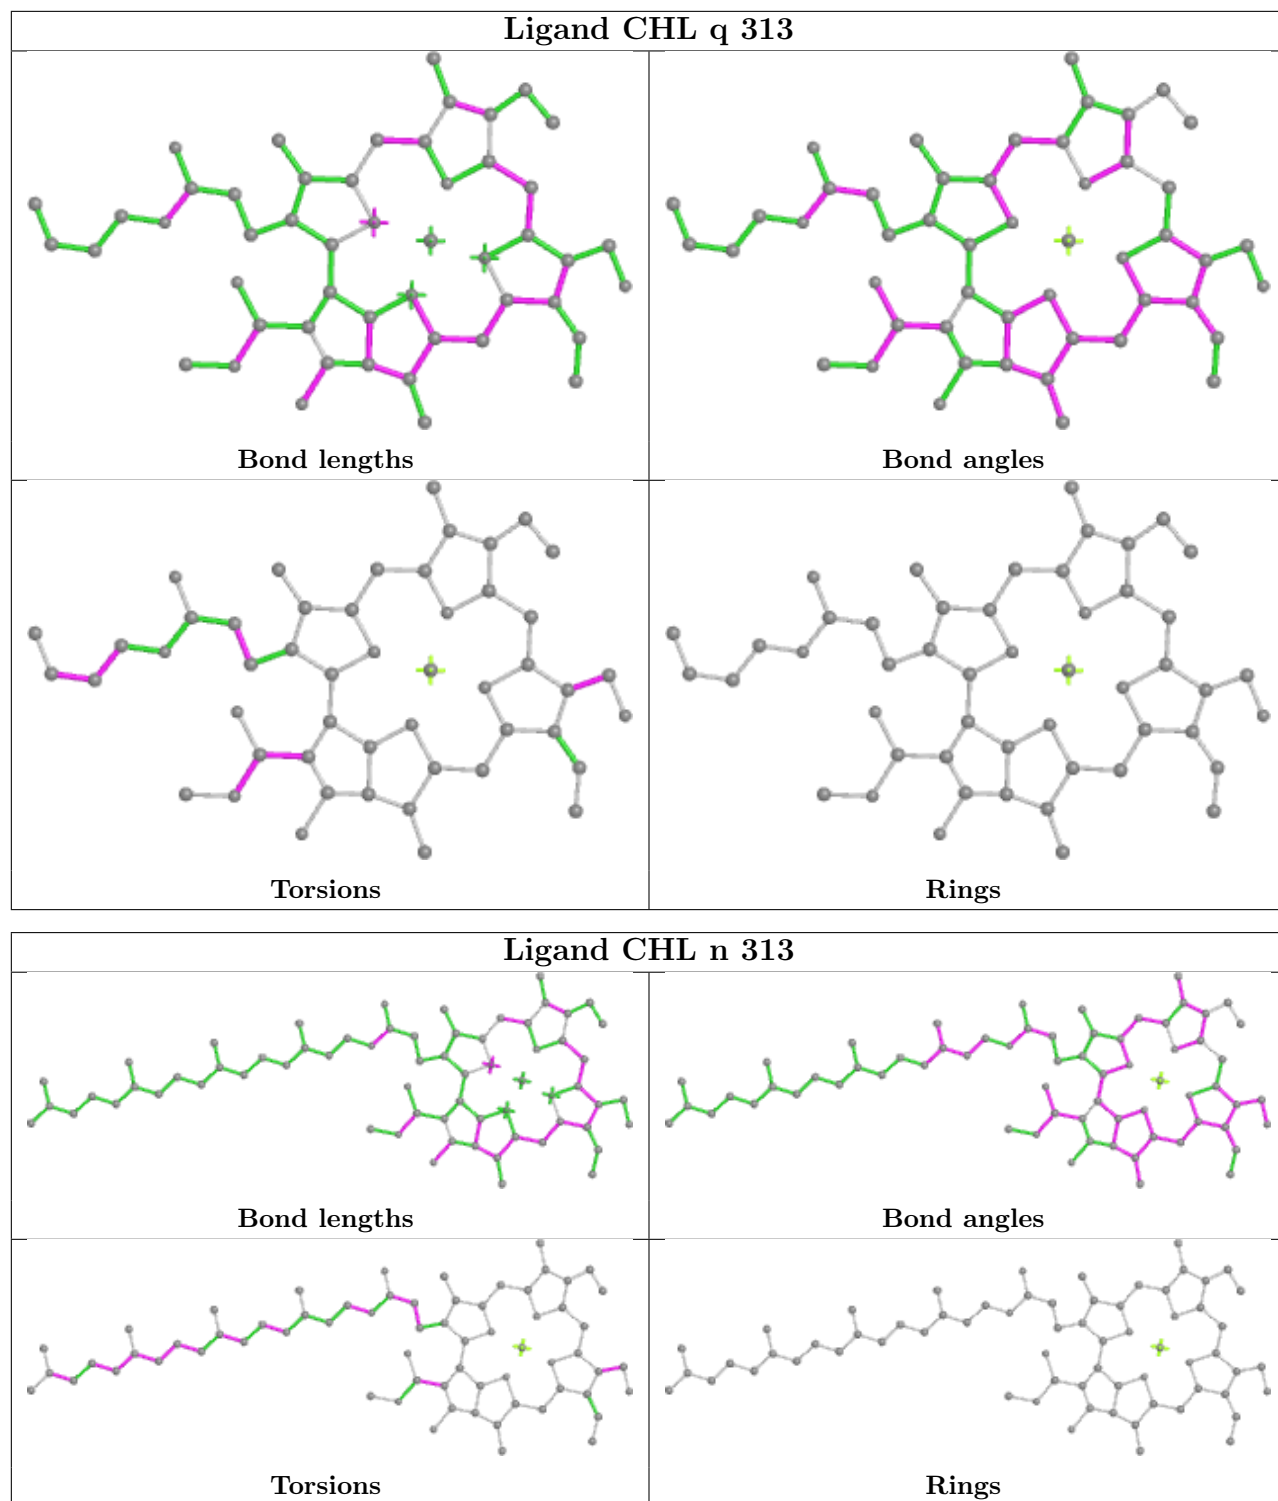 Ligand CHL q 313
Bond lengths
Bond angles
Torsions
Rings
Ligand CHL n 313
Bond lengths
Bond angles
Torsions
Rings